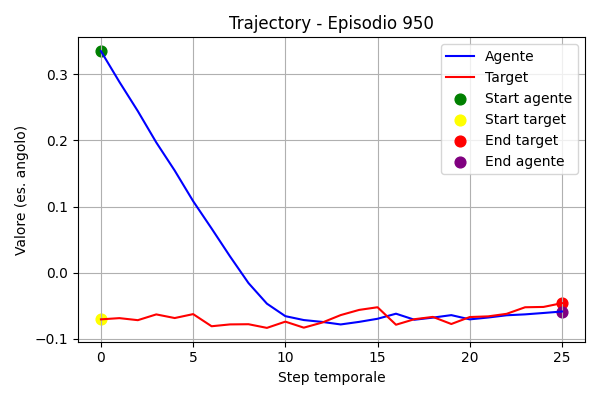 Trajectory - Episodio 950
Valore (es. angolo)
0.3
0.2
0.1
0.0
−0.1
0
5
10
15
20
25
Step temporale
Agente
Target
Start agente
Start target
End target
End agente